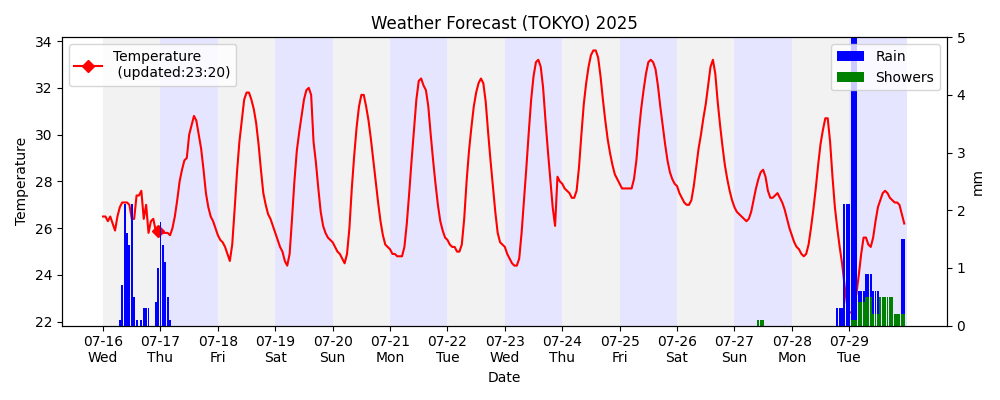 Weather Forecast (TOKYO) 2025
Temperature
(updated:23:20)
Rain
Showers
Temperature
34
32
30
28
26
24
22
5
4
3
2
1
0
mm
07-16 07-17 07-18 07-19 07-20 07-21 07-22 07-23 07-24 07-25 07-26 07-27 07-28 07-29
Wed Thu Fri Sat Sun Mon Tue Wed Thu Fri Sat Sun Mon Tue
Date